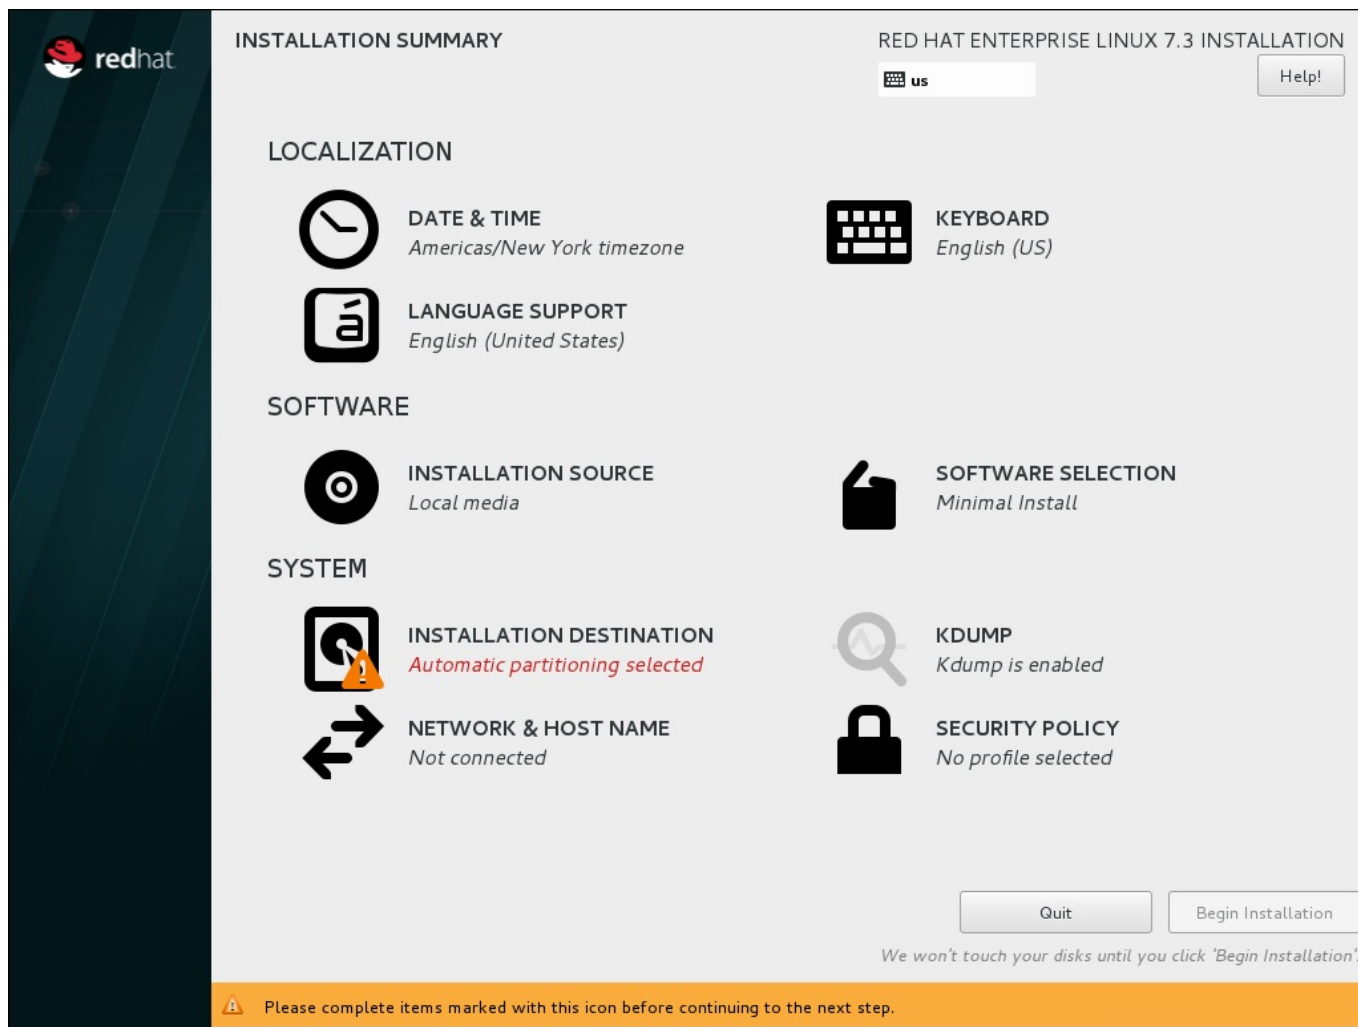 redhat.
INSTALLATION SUMMARY
RED HAT ENTERPRISE LINUX 7.3 INSTALLATION
us
Help!
LOCALIZATION
DATE & TIME
Americas/New York timezone
KEYBOARD
English (US)
á
LANGUAGE SUPPORT
English (United States)
SOFTWARE
INSTALLATION SOURCE
Local media
SOFTWARE SELECTION
Minimal Install
SYSTEM
INSTALLATION DESTINATION
Automatic partitioning selected
KDUMP
Kdump is enabled
NETWORK & HOST NAME
Not connected
SECURITY POLICY
No profile selected
Quit
Begin Installation
We won't touch your disks until you click 'Begin Installation'.
Please complete items marked with this icon before continuing to the next step.